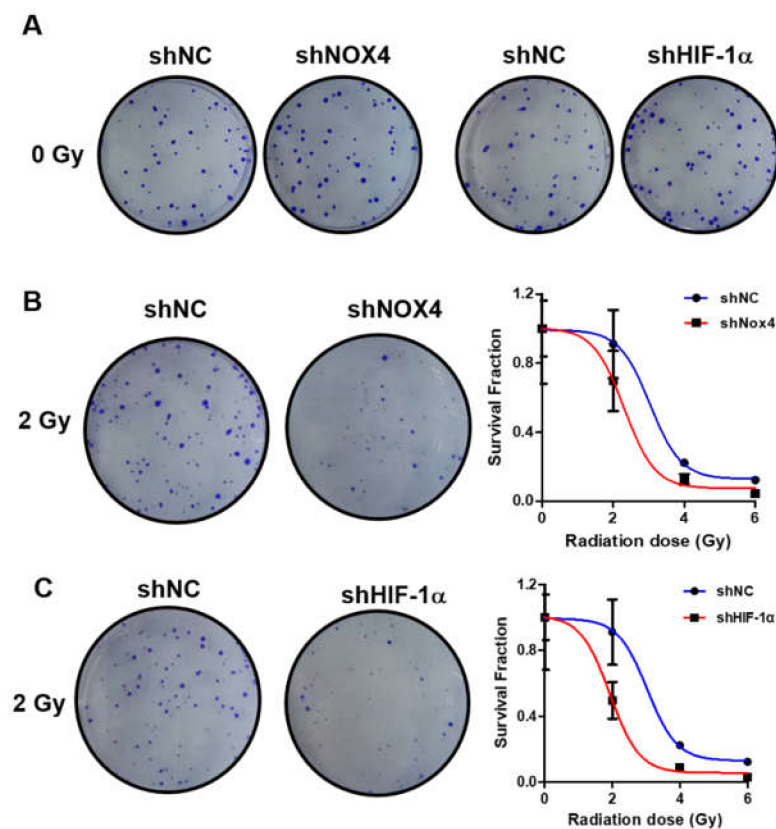 A
shNC
shNOX4
shNC
shHIF-1α
0 Gy
B
shNC
shNOX4
2 Gy
1.2
0.8
0.4
0.0
0
2
4
6
Survival Fraction
Radiation dose (Gy)
shNC
shNox4
C
shNC
shHIF-1α
2 Gy
1.2
0.8
0.4
0.0
0
2
4
6
Survival Fraction
Radiation dose (Gy)
shNC
shHIF-1α